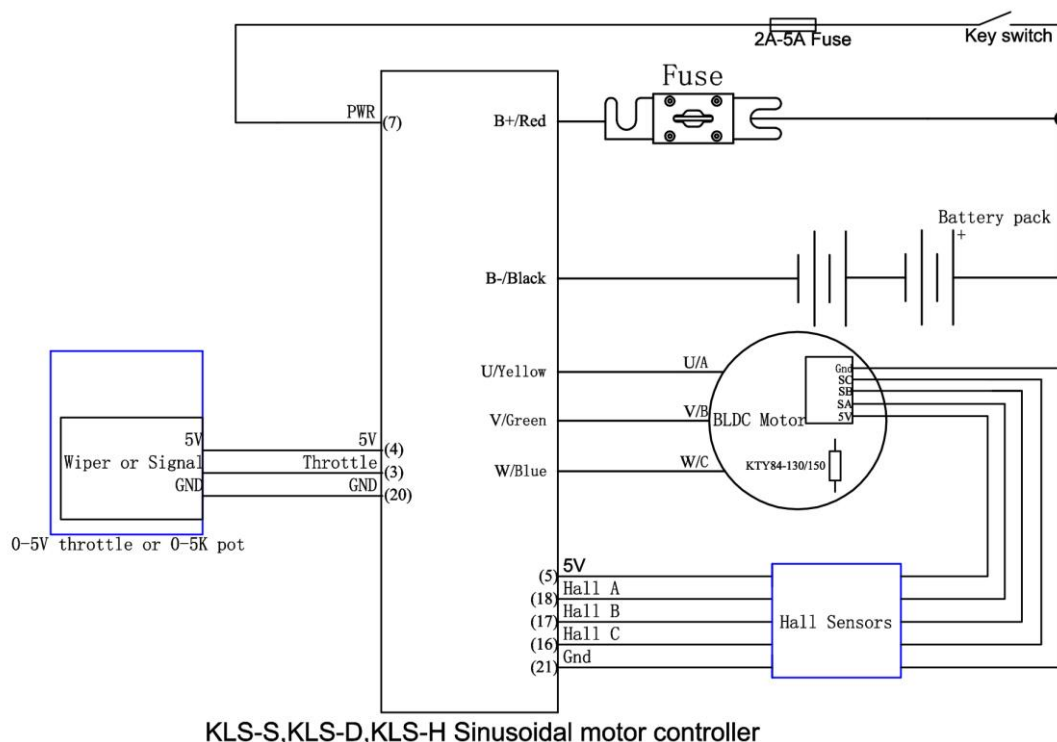 2A-5A Fuse
Key switch
Fuse
PWR
(7)
B+/Red
Battery pack
+
B-/Black
U/Yellow
U/A
Gnd
SC
SB
SA
5V
V/Green
V/B
BLDC Motor
W/Blue
W/C
KTY84-130/150
5V
5V
(4)
Wiper or Signal
Throttle
(3)
GND
GND
(20)
0-5V throttle or 0-5K pot
5V
(5)
Hall A
(18)
Hall B
(17)
Hall C
(16)
Gnd
(21)
Hall Sensors
KLS-S,KLS-D,KLS-H Sinusoidal motor controller